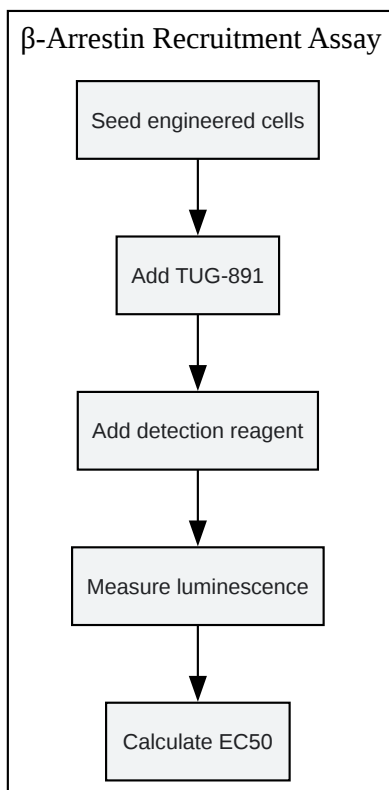 β-Arrestin Recruitment Assay
Seed engineered cells
Add TUG-891
Add detection reagent
Measure luminescence
Calculate EC50